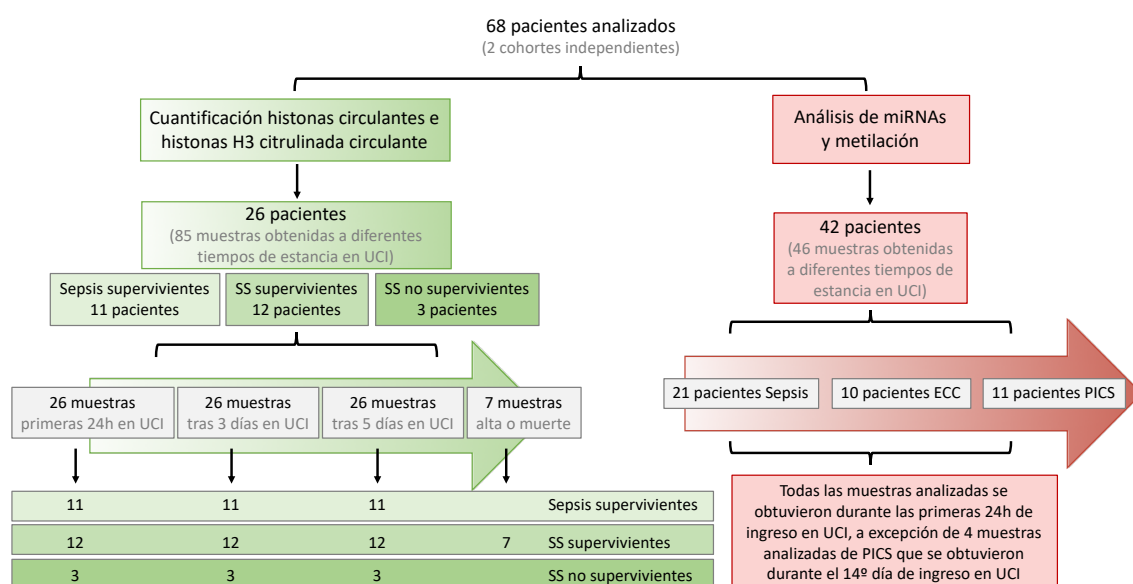 68 pacientes analizados
(2 cohortes independientes)
Cuantificación histonas circulantes e
histonas H3 citrulinada circulante
26 pacientes
(85 muestras obtenidas a diferentes
tiempos de estancia en UCI)
Sepsis supervivientes
11 pacientes
SS supervivientes
12 pacientes
SS no supervivientes
3 pacientes
26 muestras
primeras 24h en UCI
26 muestras
tras 3 días en UCI
26 muestras
tras 5 días en UCI
7 muestras
alta o muerte
11 11 11 Sepsis supervivientes
12 12 12 7 SS supervivientes
3 3 3 SS no supervivientes
Análisis de miRNAs
y metilación
42 pacientes
(46 muestras obtenidas
a diferentes tiempos de
estancia en UCI)
21 pacientes Sepsis
10 pacientes ECC
11 pacientes PICS
Todas las muestras analizadas se
obtuvieron durante las primeras 24h de
ingreso en UCI, a excepción de 4 muestras
analizadas de PICS que se obtuvieron
durante el 14º día de ingreso en UCI